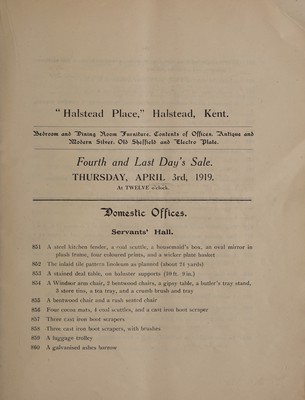 "Halstead Place," Halstead, Kent.
Bedroom and Dining Room Furniture. Contents of Offices. Antique and
Modern Silver. Old Sheffield and Electro Plate.
Fourth and Last Day's Sale.
THURSDAY, APRIL 3rd, 1919.
At TWELVE o'clock.
Domestic Offices.
Servants' Hall.
851 A steel kitchen fender, a coal scuttle, a housemaid's box, an oval mirror in
plush frame, four coloured prints, and a wicker plate basket
852 The inlaid tile pattern linoleum as planned (about 24 yards)
853 A stained deal table, on baluster supports (10 ft. 9 in.)
854 A Windsor arm chair, 2 bentwood chairs, a gipsy table, a butler's tray stand,
3 store tins, a tea tray, and a crumb brush and tray
855 A bentwood chair and a rush seated chair
856 Four cocoa mats, 4 coal scuttles, and a cast iron boot scraper
857 Three cast iron boot scrapers
858 Three cast iron boot scrapers, with brushes
859 A luggage trolley
860 A galvanised ashes barrow